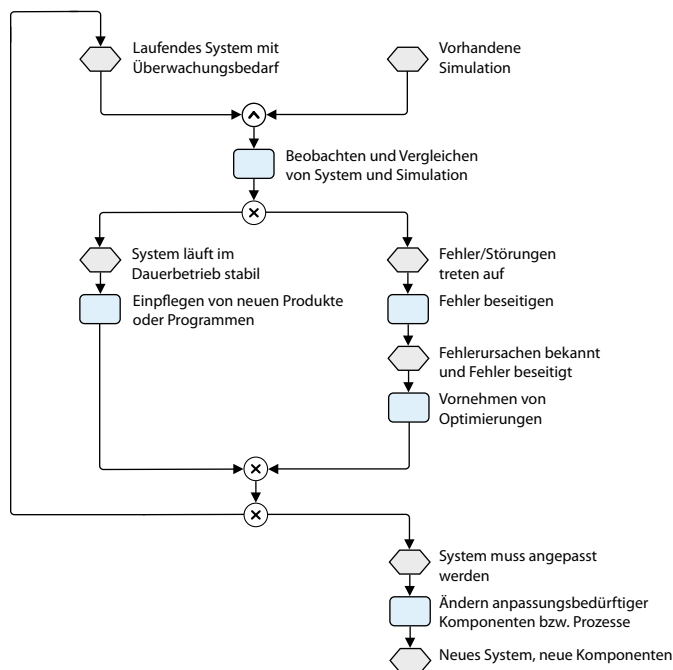 Laufendes System mit
Überwachungsbedarf
Vorhandene
Simulation
Beobachten und Vergleichen
von System und Simulation
System läuft im
Dauerbetrieb stabil
Einpflegen von neuen Produkte
oder Programmen
Fehler/Störungen
treten auf
Fehler beseitigen
Fehlerursachen bekannt
und Fehler beseitigt
Vornehmen von
Optimierungen
System muss angepasst
werden
Ändern anpassungsbedürftiger
Komponenten bzw. Prozesse
Neues System, neue Komponenten